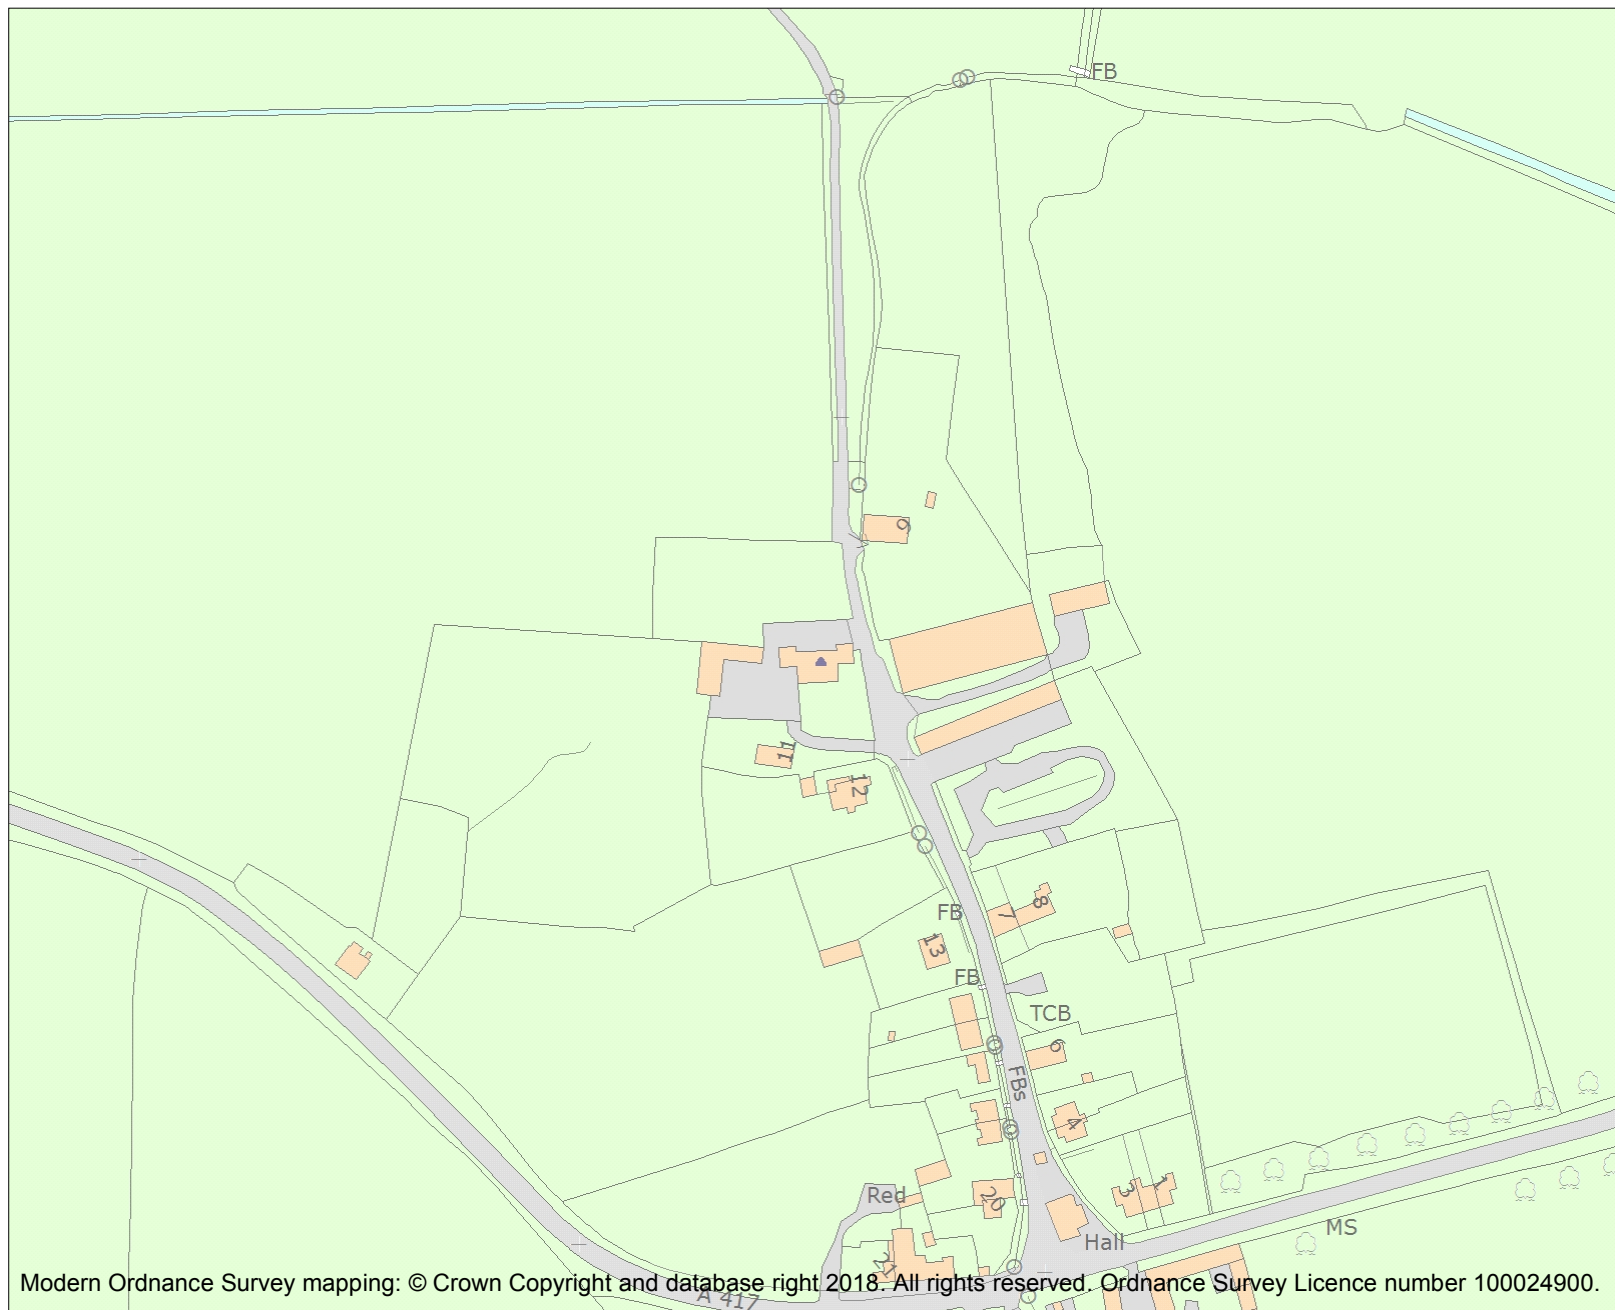 FB
9
11
12
8
7
FB
13
FB
TCB
6
FBs
4
3
1
Red
20
MS
Hall
21
A 417
Modern Ordnance Survey mapping: © Crown Copyright and database right 2018. All rights reserved. Ordnance Survey Licence number 100024900.